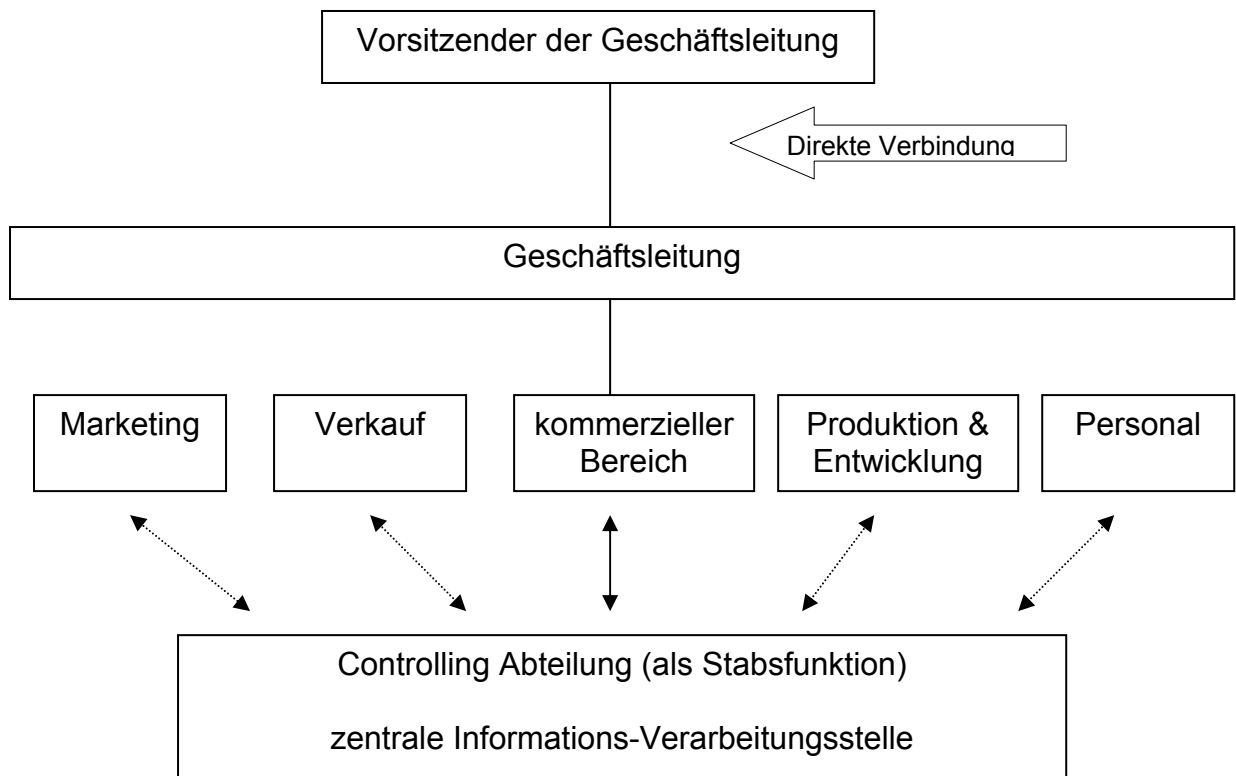 Vorsitzender der Geschäftsleitung
Direkte Verbindung
Geschäftsleitung
Marketing
Verkauf
kommerzieller
Bereich
Produktion &
Entwicklung
Personal
Controlling Abteilung (als Stabsfunktion)
zentrale Informations-Verarbeitungsstelle